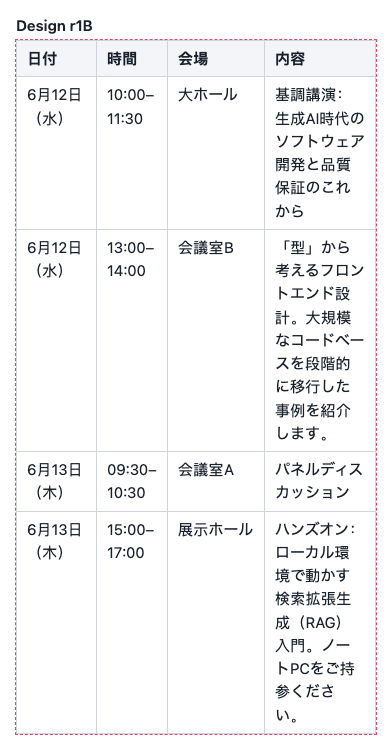 Design r1B
日付 時間 会場 内容
6月12日
（水）
10:00–
11:30
大ホール
基調講演：
生成AI時代の
ソフトウェア
開発と品質
保証のこれ
から
6月12日
（水）
13:00–
14:00
会議室B
「型」から
考えるフロン
トエンド設
計。大規模
なコードベー
スを段階的
に移行した
事例を紹介
します。
6月13日
（木）
09:30–
10:30
会議室A
パネルディス
カッション
6月13日
（木）
15:00–
17:00
展示ホール
ハンズオン：
ローカル環
境で動かす
検索拡張生
成（RAG）
入門。ノー
トPCをご持
参くださ
い。